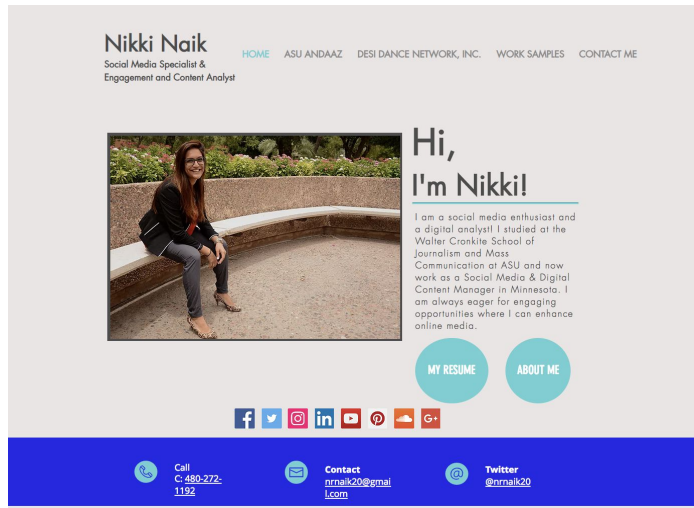 Nikki Naik
Social Media Specialist &
Engagement and Content Analyst
HOME ASU ANDAAZ DESI DANCE NETWORK, INC. WORK SAMPLES CONTACT ME
Hi,
I'm Nikki!
I am a social media enthusiast and
a digital analyst! I studied at the
Walter Cronkite School of
Journalism and Mass
Communication at ASU and now
work as a Social Media & Digital
Content Manager in Minnesota. I
am always eager for engaging
opportunities where I can enhance
online media.
MY RESUME ABOUT ME
Call
C: 480-272-
1192
Contact
nrnaik20@gmai
l.com
Twitter
@nrnaik20